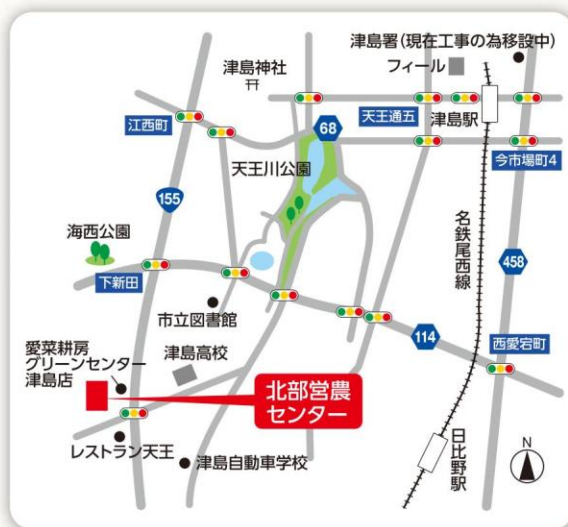 津島署(現在工事の為移設中)
フィール
津島神社
江西町
天王通五
津島駅
68
今市場町4
天王川公園
155
海西公園
名鉄尾西線
458
下新田
市立図書館
114
西愛宕町
愛菜耕房
グリーンセンター
津島店
津島高校
北部営農
センター
レストラン天王
津島自動車学校
日比野駅
N